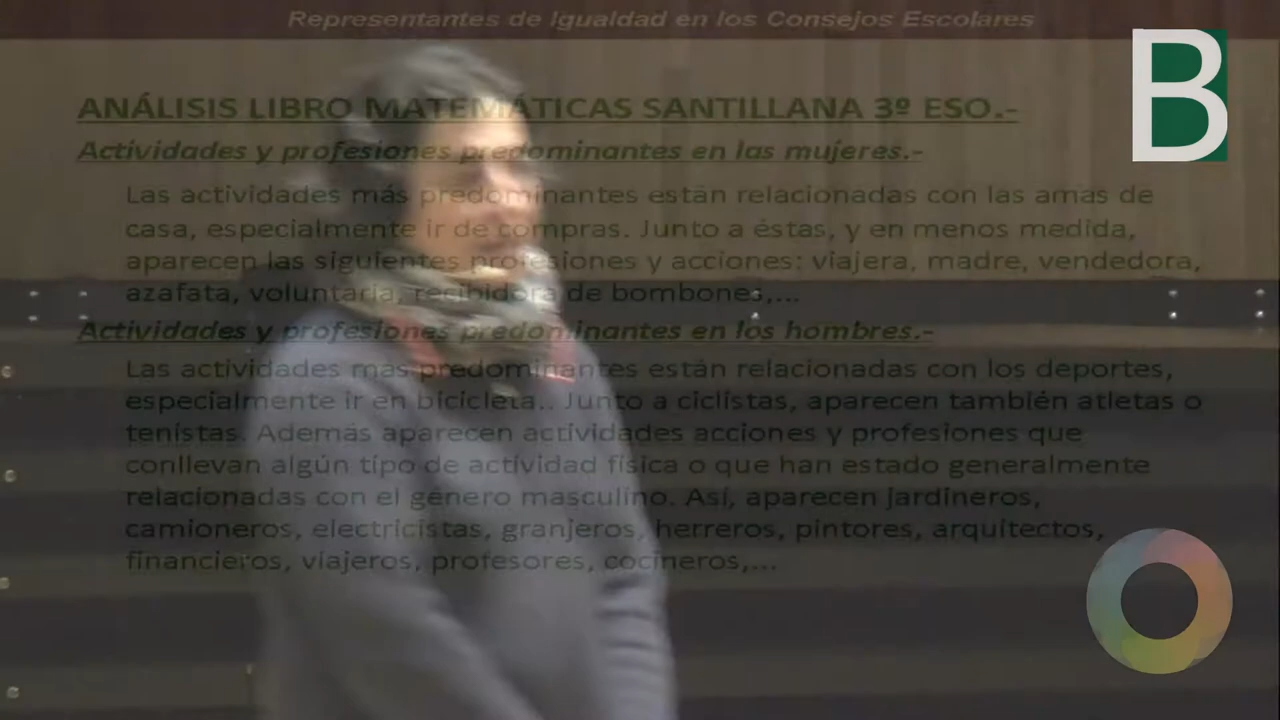 Representantes de Igualdad en los Consejos Escolares
B
ANÁLISIS LIBRO MATEMÁTICAS SANTILLANA 3º ESO.-
Actividades y profesiones predominantes en las mujeres.-
Las actividades más predominantes están relacionadas con las amas de
casa, especialmente ir de compras. Junto a éstas, y en menos medida,
aparecen las siguientes profesiones y acciones: viajera, madre, vendedora,
azafata, voluntaria, recibidora de bombones,...
Actividades y profesiones predominantes en los hombres.-
Las actividades más predominantes están relacionadas con los deportes,
especialmente ir en bicicleta.. Junto a ciclistas, aparecen también atletas o
tenistas. Además aparecen actividades acciones y profesiones que
conllevan algún tipo de actividad física o que han estado generalmente
relacionadas con el género masculino. Así, aparecen jardineros,
camioneros, electricistas, granjeros, herreros, pintores, arquitectos,
financieros, viajeros, profesores, cocineros,...